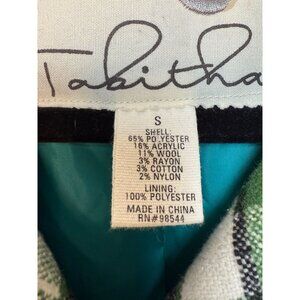 Tabitha
S
SHELL:
65% POLYESTER
16% ACRYLIC
11% WOOL
3% RAYON
3% COTTON
2% NYLON
LINING:
100% POLYESTER
MADE IN CHINA
RN#98544